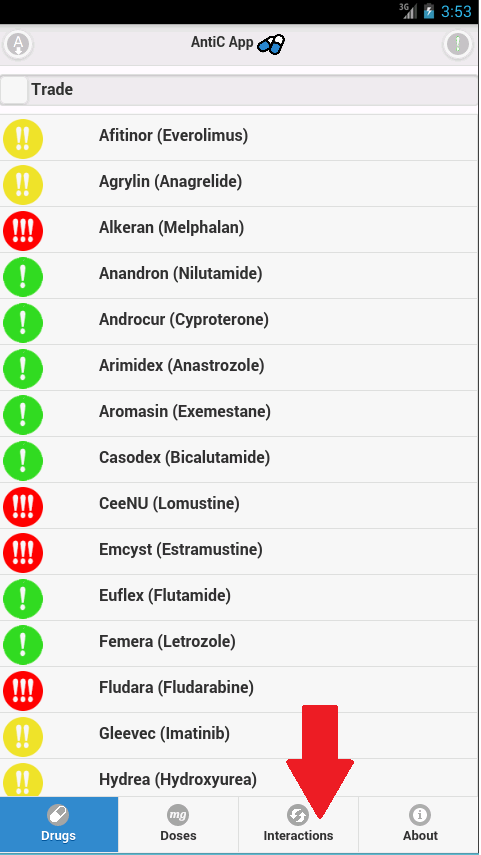 3G 3:53
A AntiC App !
Trade
!! Afitinor (Everolimus)
!! Agrylin (Anagrelide)
!!! Alkeran (Melphalan)
! Anandron (Nilutamide)
! Androcur (Cyproterone)
! Arimidex (Anastrozole)
! Aromasin (Exemestane)
! Casodex (Bicalutamide)
!!! CeeNU (Lomustine)
!!! Emcyst (Estramustine)
! Euflex (Flutamide)
! Femera (Letrozole)
!!! Fludara (Fludarabine)
!! Gleevec (Imatinib)
!! Hydrea (Hydroxyurea)
mg i
Drugs Doses Interactions About